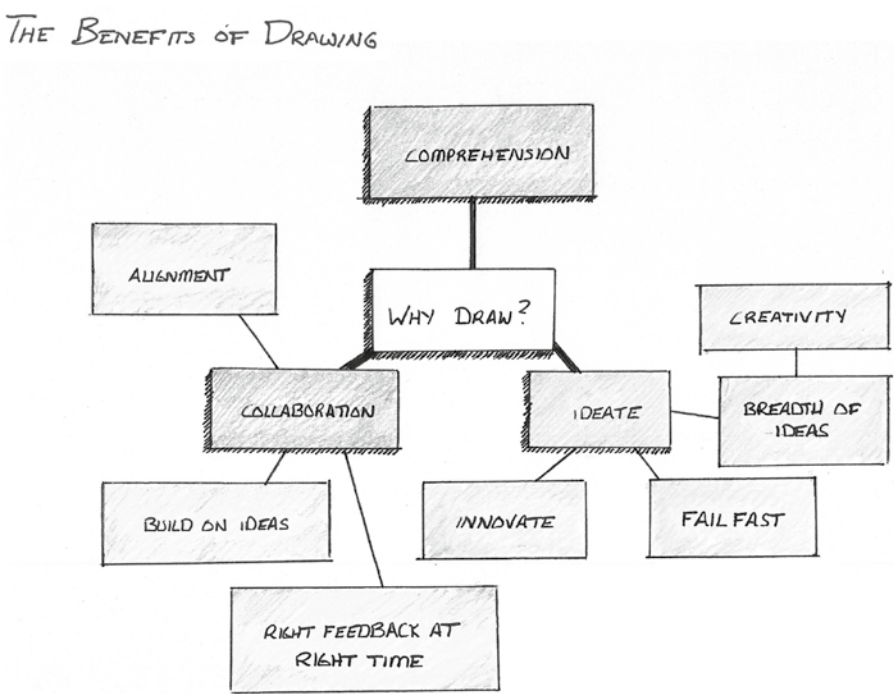 THE BENEFITS OF DRAWING
COMPREHENSION
ALIGNMENT
WHY DRAW?
CREATIVITY
COLLABORATION
IDEATE
BREADTH OF
IDEAS
BUILD ON IDEAS
INNOVATE
FAIL FAST
RIGHT FEEDBACK AT
RIGHT TIME